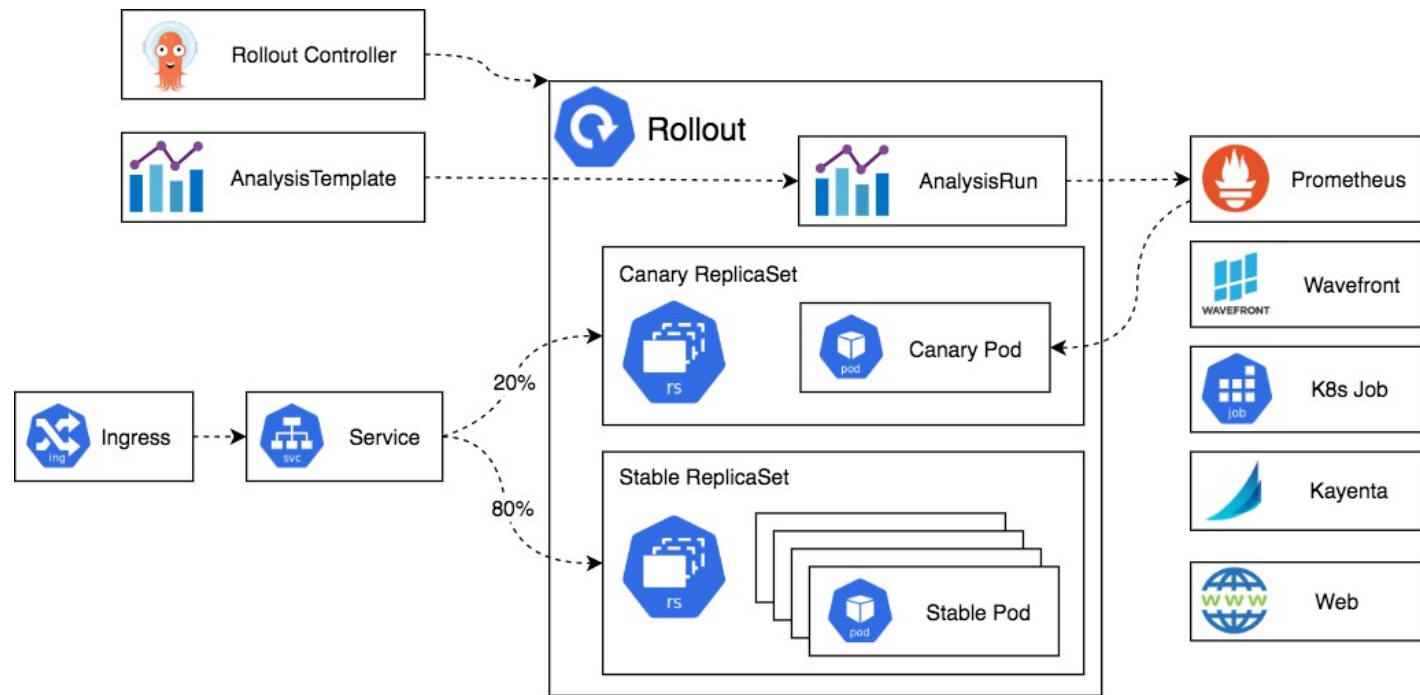 Rollout Controller
Rollout
AnalysisTemplate
AnalysisRun
Prometheus
Canary ReplicaSet
Wavefront
WAVEFRONT
rs
pod
Canary Pod
20%
K8s Job
job
Ingress
ing
Service
svc
Stable ReplicaSet
80%
Kayenta
rs
pod
Stable Pod
WWW
Web